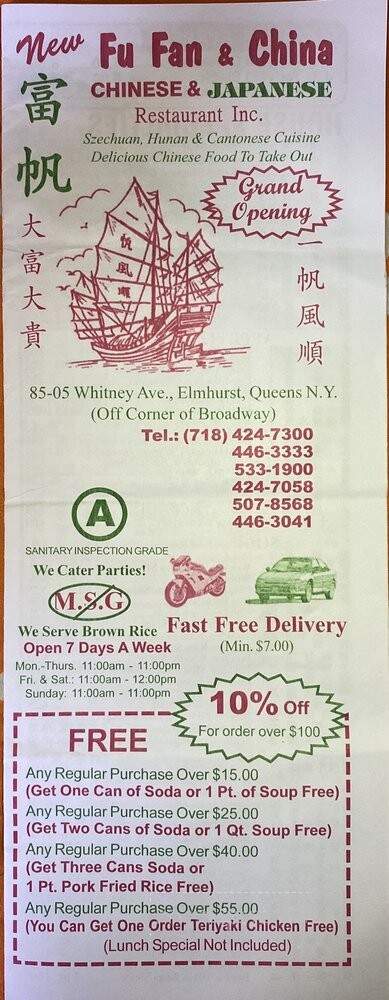 New Fu Fan & China
富帆
CHINESE & JAPANESE
Restaurant Inc.
Szechuan, Hunan & Cantonese Cuisine
Delicious Chinese Food To Take Out
Grand
Opening
大富大貴
一帆風順
帆風順
85-05 Whitney Ave., Elmhurst, Queens N.Y.
(Off Corner of Broadway)
Tel.: (718) 424-7300
446-3333
533-1900
424-7058
507-8568
446-3041
A
SANITARY INSPECTION GRADE
We Cater Parties!
M.S.G
We Serve Brown Rice
Fast Free Delivery
(Min. $7.00)
Open 7 Days A Week
Mon.-Thurs. 11:00am - 11:00pm
Fri. & Sat.: 11:00am - 12:00pm
Sunday: 11:00am - 11:00pm
10% Off
For order over $100
FREE
Any Regular Purchase Over $15.00
(Get One Can of Soda or 1 Pt. of Soup Free)
Any Regular Purchase Over $25.00
(Get Two Cans of Soda or 1 Qt. Soup Free)
Any Regular Purchase Over $40.00
(Get Three Cans Soda or
1 Pt. Pork Fried Rice Free)
Any Regular Purchase Over $55.00
(You Can Get One Order Teriyaki Chicken Free)
(Lunch Special Not Included)